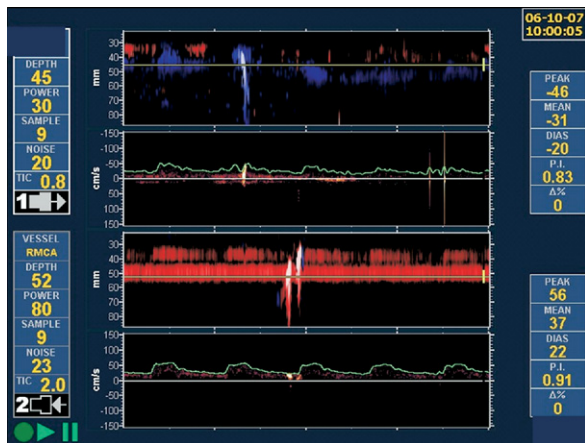 06-10-07
10:00:05
DEPTH
45
POWER
30
SAMPLE
9
NOISE
20
TIC 0.8
1
mm
30
40
50
60
70
80
cm/s
-150
-100
-50
0
50
100
150
PEAK
-46
MEAN
-31
DIAS
-20
P.I.
0.83
Δ%
0
VESSEL
RMCA
DEPTH
52
POWER
80
SAMPLE
9
NOISE
23
TIC 2.0
2
mm
30
40
50
60
70
80
cm/s
150
100
50
0
-50
-100
-150
PEAK
56
MEAN
37
DIAS
22
P.I.
0.91
Δ%
0